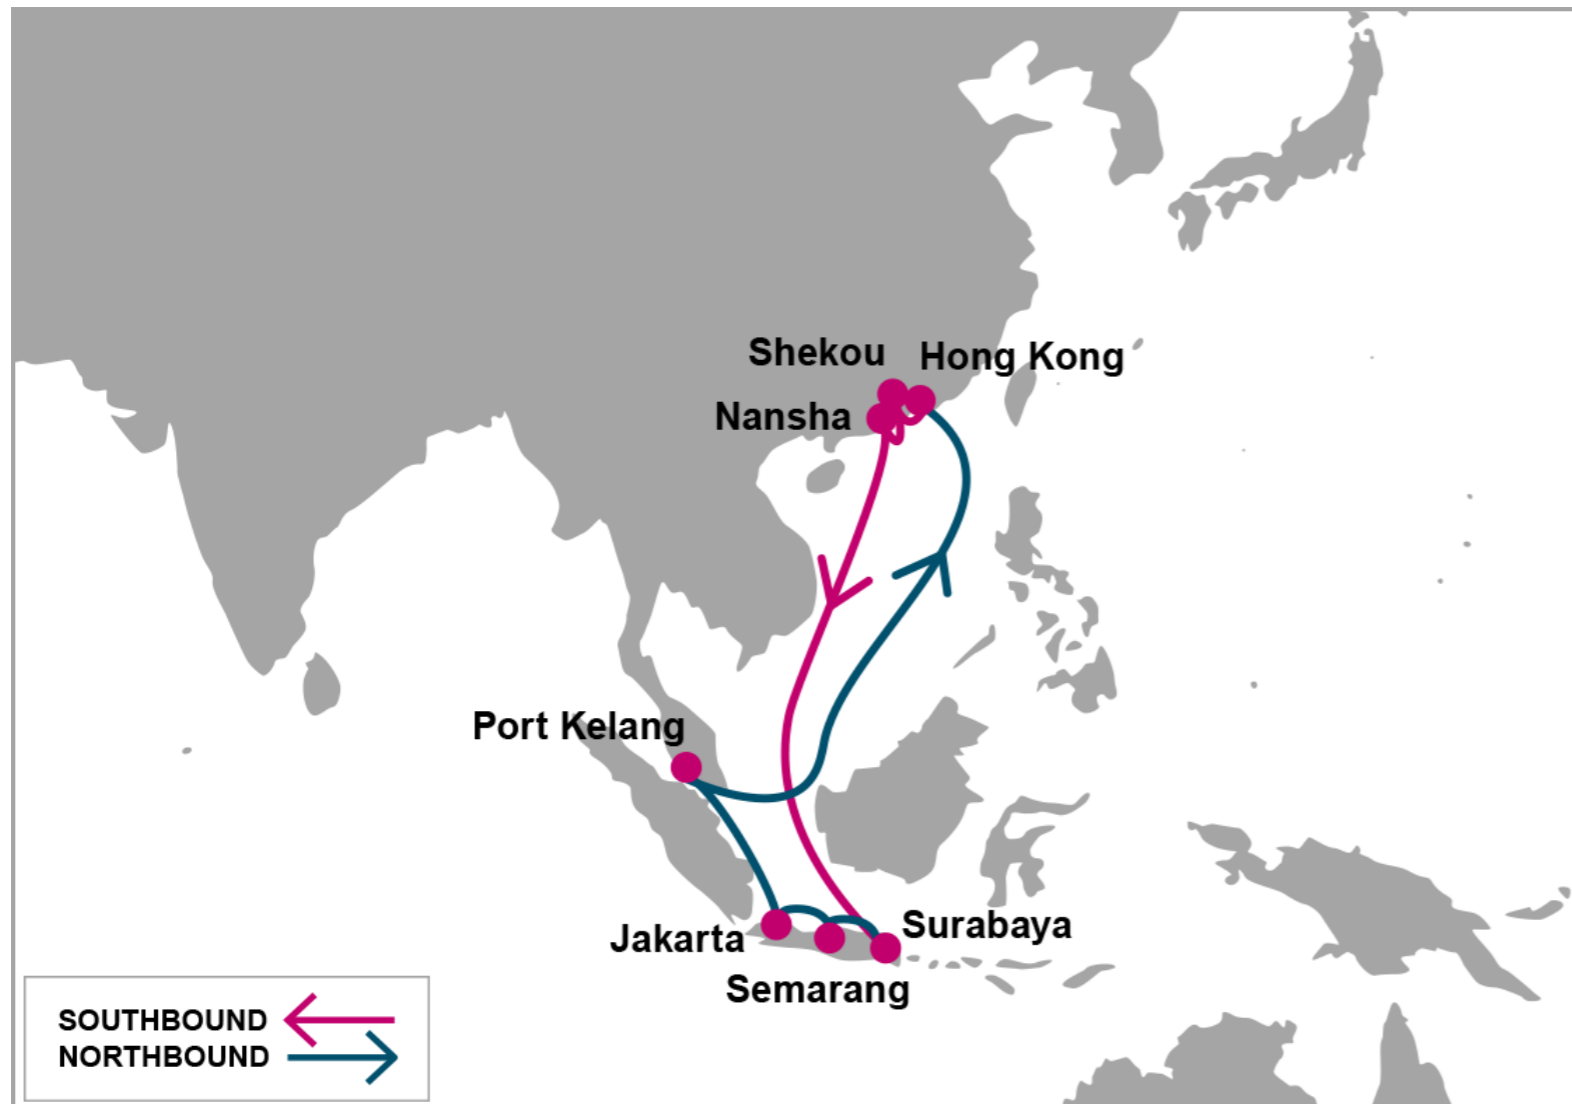 Shekou
Hong Kong
Nansha
Port Kelang
Jakarta
Surabaya
Semarang
SOUTHBOUND
NORTHBOUND